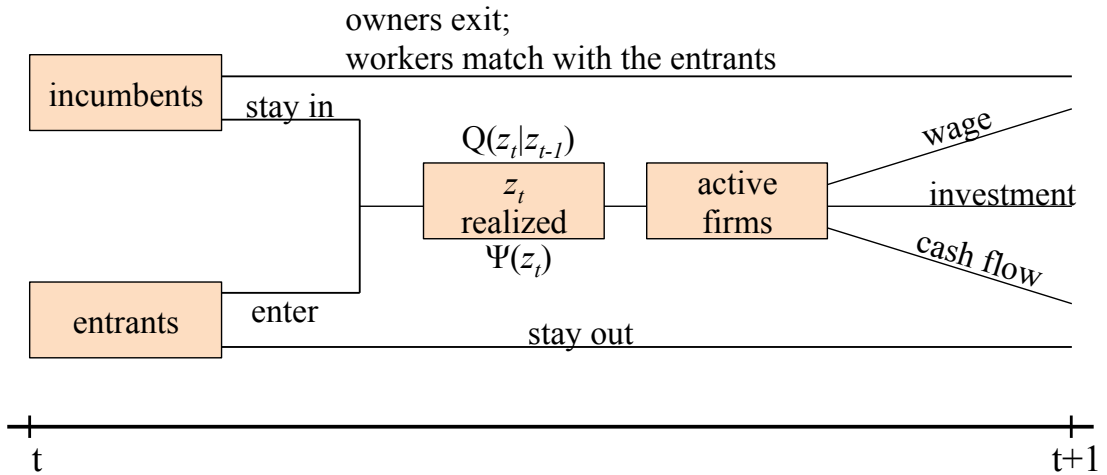 owners exit;
workers match with the entrants
incumbents
stay in
Q(z_t|z_{t-1})
z_t
realized
Ψ(z_t)
active
firms
wage
investment
cash flow
entrants
enter
stay out
t
t+1